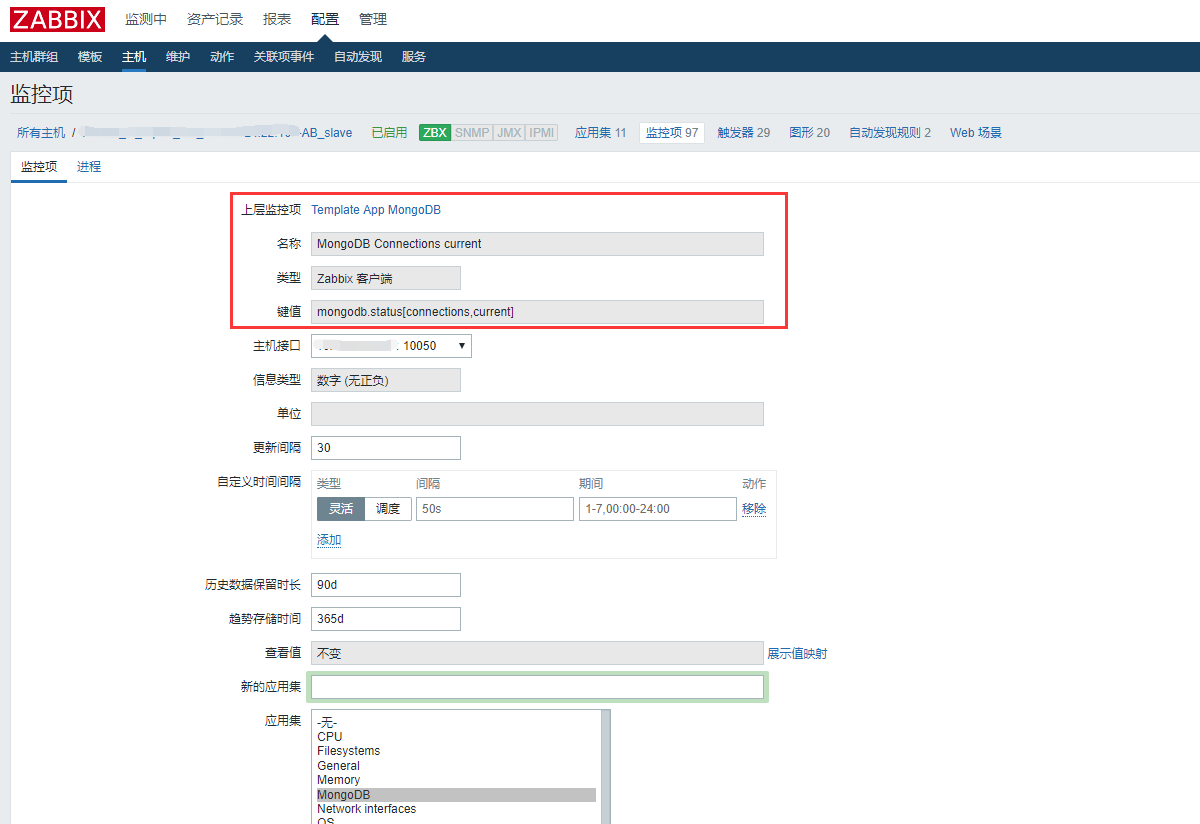 ZABBIX 监测中 资产记录 报表 配置 管理
主机群组 模板 主机 维护 动作 关联项事件 自动发现 服务
监控项
所有主机 / AB_slave 已启用 ZBX SNMP JMX IPMI 应用集 11 监控项 97 触发器 29 图形 20 自动发现规则 2 Web 场景
监控项 进程
上层监控项 Template App MongoDB
名称 MongoDB Connections current
类型 Zabbix 客户端
键值 mongodb.status[connections,current]
主机接口 : 10050
信息类型 数字 (无正负)
单位
更新间隔 30
自定义时间间隔 类型 间隔 期间 动作
灵活 调度 50s 1-7,00:00-24:00 移除
添加
历史数据保留时长 90d
趋势存储时间 365d
查看值 不变 展示值映射
新的应用集
应用集 -无-
CPU
Filesystems
General
Memory
MongoDB
Network interfaces
OS